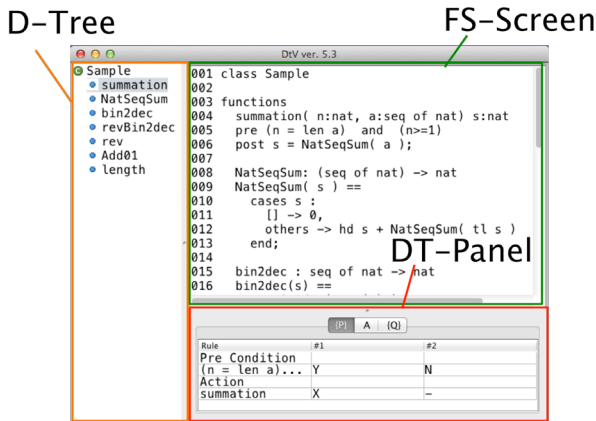 D-Tree
FS-Screen
DtV ver. 5.3
Sample
summation
NatSeqSum
bin2dec
revBin2dec
rev
Add01
length
001 class Sample
002
003 functions
004 summation( n:nat, a:seq of nat) s:nat
005 pre (n = len a) and (n>=1)
006 post s = NatSeqSum( a );
007
008 NatSeqSum: (seq of nat) -> nat
009 NatSeqSum( s ) ==
010 cases s :
011 [] -> 0,
012 others -> hd s + NatSeqSum( tl s )
013 end;
014
015 bin2dec : seq of nat -> nat
016 bin2dec(s) ==
DT-Panel
{P} A {Q}
Rule #1 #2
Pre Condition
(n = len a)... Y N
Action
summation X –